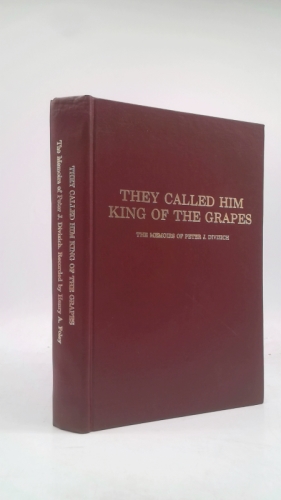 THEY CALLED HIM
KING OF THE GRAPES
THE MEMOIRS OF PETER J. DIVIZICH
THEY CALLED HIM KING OF THE GRAPES
The Memoirs of Peter J. Divizich, Recorded by Henry A. Foley